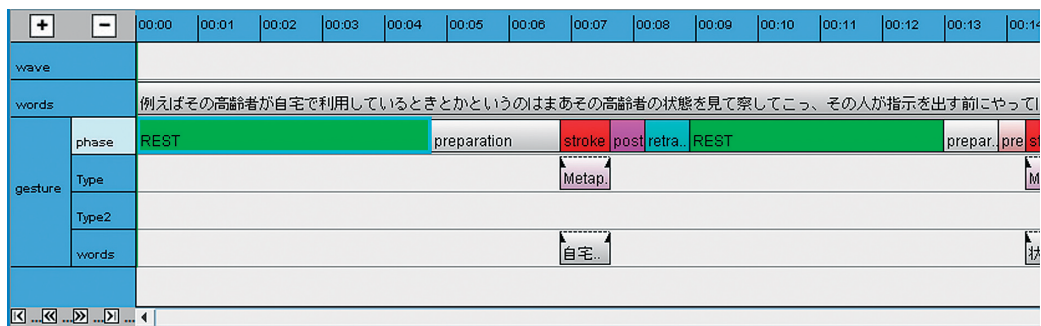 + - 00:00 00:01 00:02 00:03 00:04 00:05 00:06 00:07 00:08 00:09 00:10 00:11 00:12 00:13 00:14
wave
words 例えばその高齢者が自宅で利用しているときとかというのはまあその高齢者の状態を見て察してこっ、その人が指示を出す前にやって
gesture
phase REST preparation stroke post retra.. REST prepar.. pre st
Type Metap. M
Type2
words 自宅.. 状
... ... ... ...